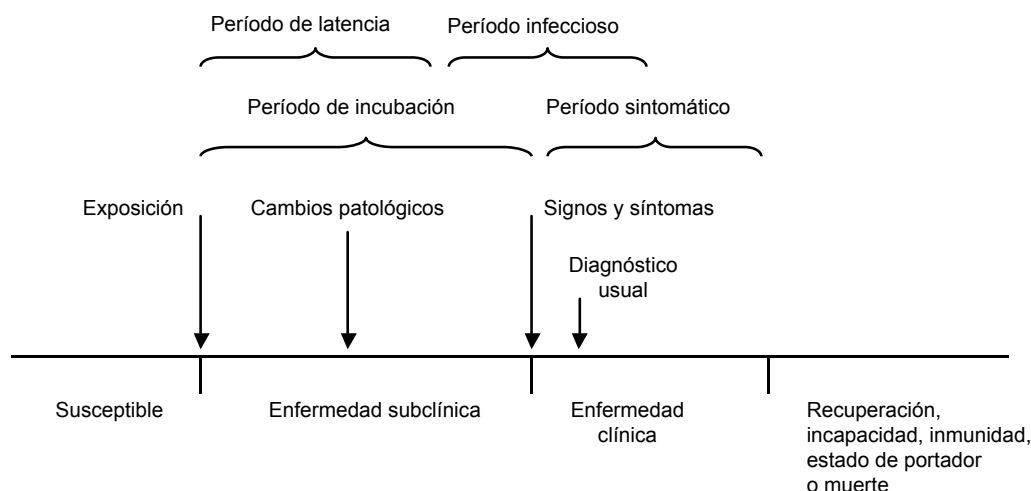 Período de latencia
Período infeccioso
Período de incubación
Período sintomático
Exposición
Cambios patológicos
Signos y síntomas
Diagnóstico
usual
Susceptible
Enfermedad subclínica
Enfermedad
clínica
Recuperación,
incapacidad, inmunidad,
estado de portador
o muerte